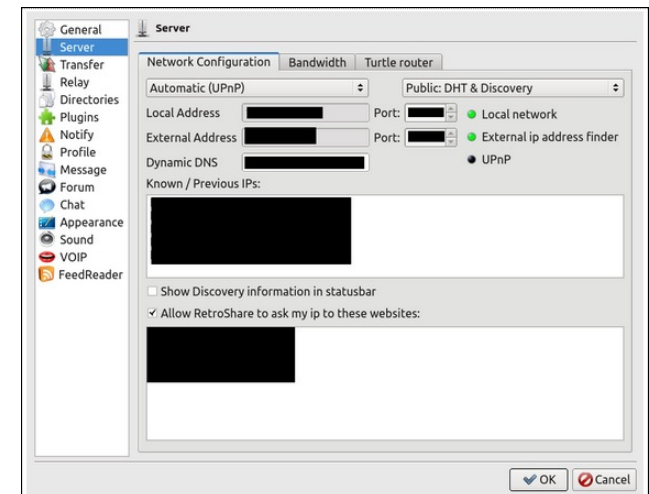 General
Server
Transfer
Relay
Directories
Plugins
Notify
Profile
Message
Forum
Chat
Appearance
Sound
VOIP
FeedReader
Server
Network Configuration Bandwidth Turtle router
Automatic (UPnP) Public: DHT & Discovery
Local Address Port: Local network
External Address Port: External ip address finder
Dynamic DNS UPnP
Known / Previous IPs:
Show Discovery information in statusbar
Allow RetroShare to ask my ip to these websites:
OK Cancel